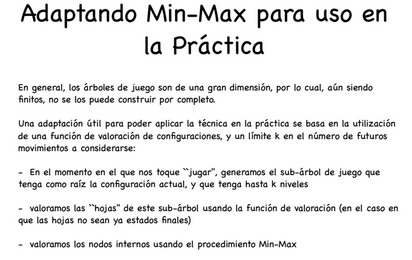 Adaptando Min-Max para uso en
la Práctica
En general, los árboles de juego son de una gran dimensión, por lo cual, aún siendo
finitos, no se los puede construir por completo.
Una adaptación útil para poder aplicar la técnica en la práctica se basa en la utilización
de una función de valoración de configuraciones, y un límite k en el número de futuros
movimientos a considerarse:
- En el momento en el que nos toque ``jugar'', generamos el sub-árbol de juego que
tenga como raíz la configuración actual, y que tenga hasta k niveles
- valoramos las ``hojas'' de este sub-árbol usando la función de valoración (en el caso en
que las hojas no sean ya estados finales)
- valoramos los nodos internos usando el procedimiento Min-Max